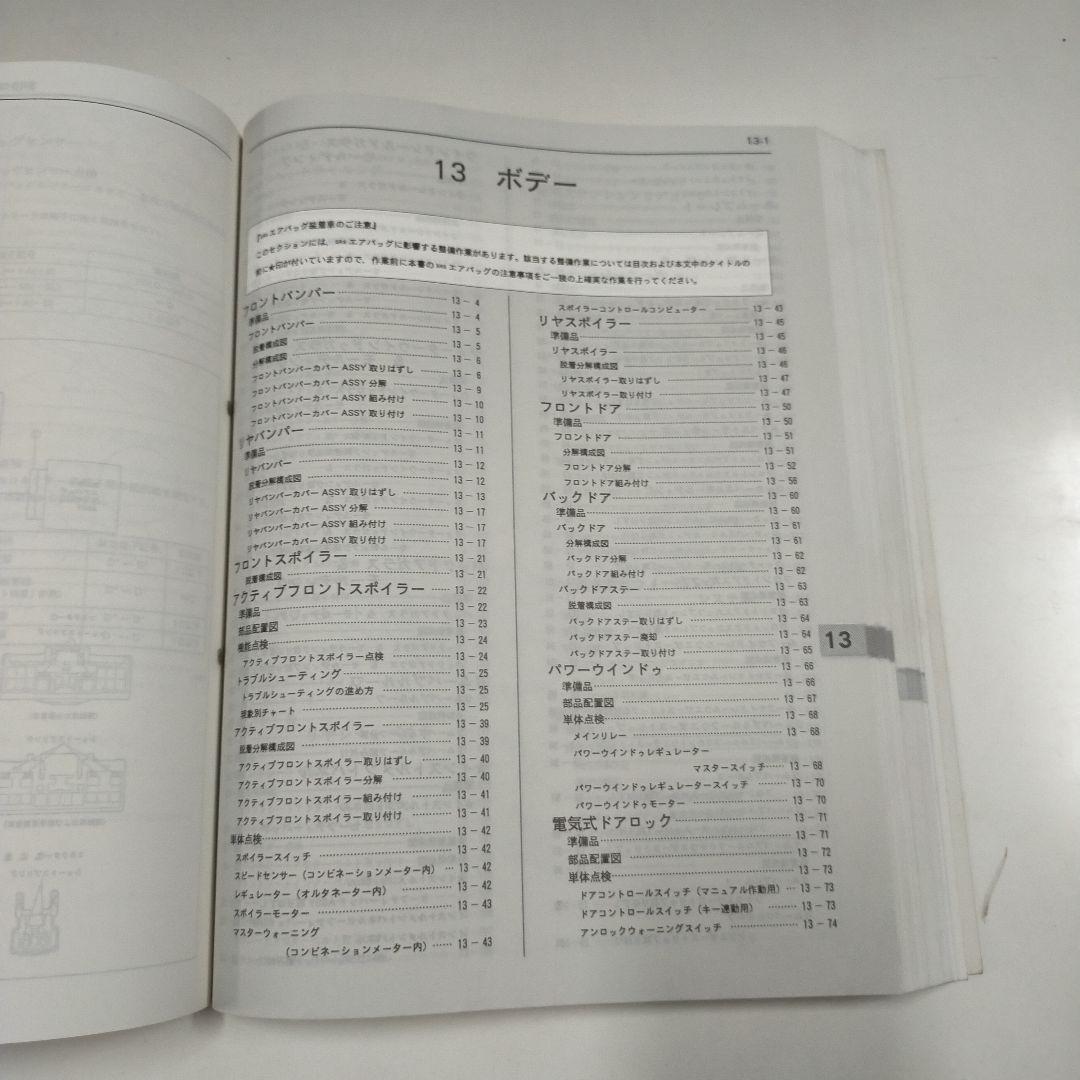 13-1
13 ボデー
『SRSエアバッグ装着車のご注意』
このセクションには、SRSエアバッグに影響する整備作業があります。該当する整備作業については目次および本文中のタイトルの
前に★印が付いていますので、作業前に本書のSRSエアバッグの注意事項をご一読の上確実な作業を行ってください。
フロントバンパー 13－4
準備品 13－4
フロントバンパー 13－5
脱着構成図 13－5
分解構成図 13－6
フロントバンパーカバー ASSY 取りはずし 13－6
フロントバンパーカバー ASSY 分解 13－9
フロントバンパーカバー ASSY 組み付け 13－10
フロントバンパーカバー ASSY 取り付け 13－10
リヤバンパー 13－11
準備品 13－11
リヤバンパー 13－12
脱着分解構成図 13－12
リヤバンパーカバー ASSY 取りはずし 13－13
リヤバンパーカバー ASSY 分解 13－17
リヤバンパーカバー ASSY 組み付け 13－17
リヤバンパーカバー ASSY 取り付け 13－17
フロントスポイラー 13－21
脱着構成図 13－21
アクティブフロントスポイラー 13－22
準備品 13－22
部品配置図 13－23
機能点検 13－24
アクティブフロントスポイラー点検 13－24
トラブルシューティング 13－25
トラブルシューティングの進め方 13－25
現象別チャート 13－25
アクティブフロントスポイラー 13－39
脱着分解構成図 13－39
アクティブフロントスポイラー取りはずし 13－40
アクティブフロントスポイラー分解 13－40
アクティブフロントスポイラー組み付け 13－41
アクティブフロントスポイラー取り付け 13－41
単体点検 13－42
スポイラースイッチ 13－42
スピードセンサー（コンビネーションメーター内） 13－42
レギュレーター（オルタネーター内） 13－42
スポイラーモーター 13－43
マスターウォーニング
（コンビネーションメーター内） 13－43
スポイラーコントロールコンピューター 13－43
リヤスポイラー 13－45
準備品 13－45
リヤスポイラー 13－46
脱着分解構成図 13－46
リヤスポイラー取りはずし 13－47
リヤスポイラー取り付け 13－47
フロントドア 13－50
準備品 13－50
フロントドア 13－51
分解構成図 13－51
フロントドア分解 13－52
フロントドア組み付け 13－56
バックドア 13－60
準備品 13－60
バックドア 13－61
分解構成図 13－61
バックドア分解 13－62
バックドア組み付け 13－62
バックドアステー 13－63
脱着構成図 13－63
バックドアステー取りはずし 13－64
バックドアステー廃却 13－64
バックドアステー取り付け 13－65
パワーウインドゥ 13－66
準備品 13－66
部品配置図 13－67
単体点検 13－68
メインリレー 13－68
パワーウインドゥレギュレーター
マスタースイッチ 13－68
パワーウインドゥレギュレータースイッチ 13－70
パワーウインドゥモーター 13－70
電気式ドアロック 13－71
準備品 13－71
部品配置図 13－72
単体点検 13－73
ドアコントロールスイッチ（マニュアル作動用） 13－73
ドアコントロールスイッチ（キー連動用） 13－73
アンロックウォーニングスイッチ 13－74
13